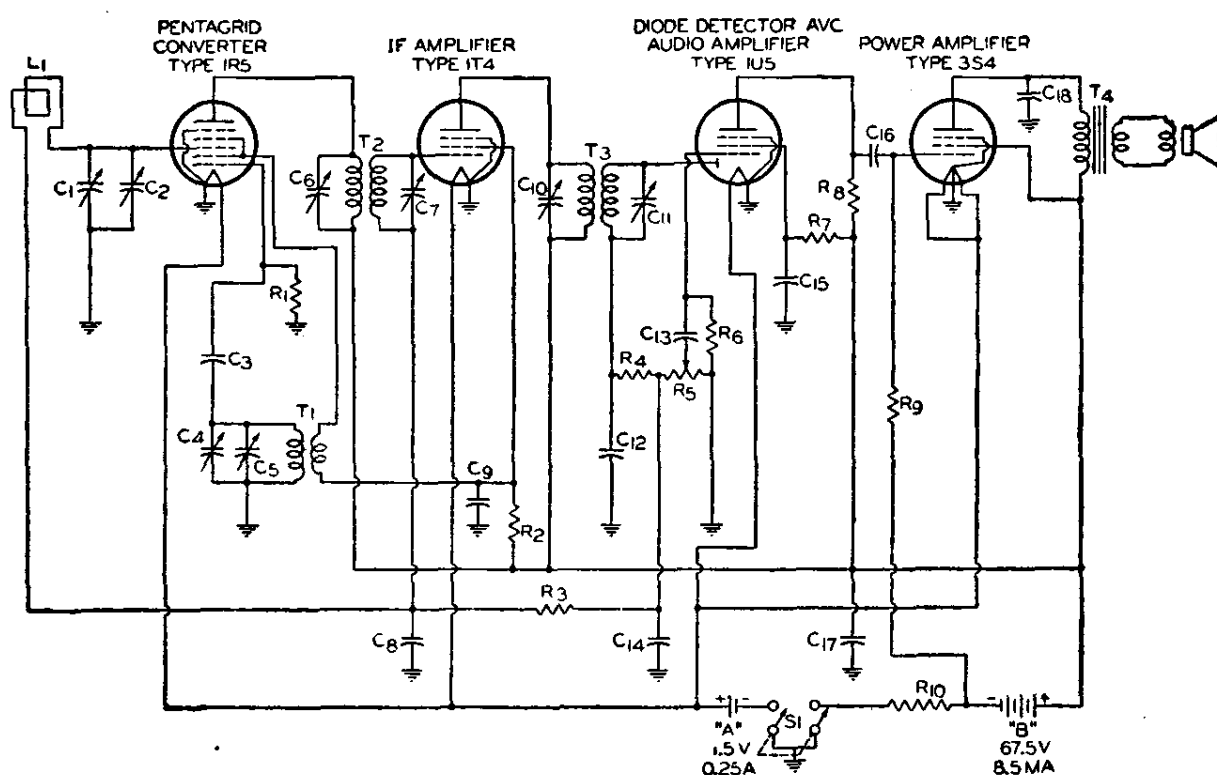 PENTAGRID
CONVERTER
TYPE 1R5
IF AMPLIFIER
TYPE 1T4
DIODE DETECTOR AVC
AUDIO AMPLIFIER
TYPE 1U5
POWER AMPLIFIER
TYPE 3S4
L1
C1
C2
C3
C4
C5
T1
R1
C6
T2
C7
C8
C9
R2
R3
C10
T3
C11
C12
R4
R5
C13
R6
C14
R7
C15
R8
C16
C17
R9
C18
T4
+ -
"A"
1.5V
0.25A
S1
R10
- +
"B"
67.5V
8.5MA